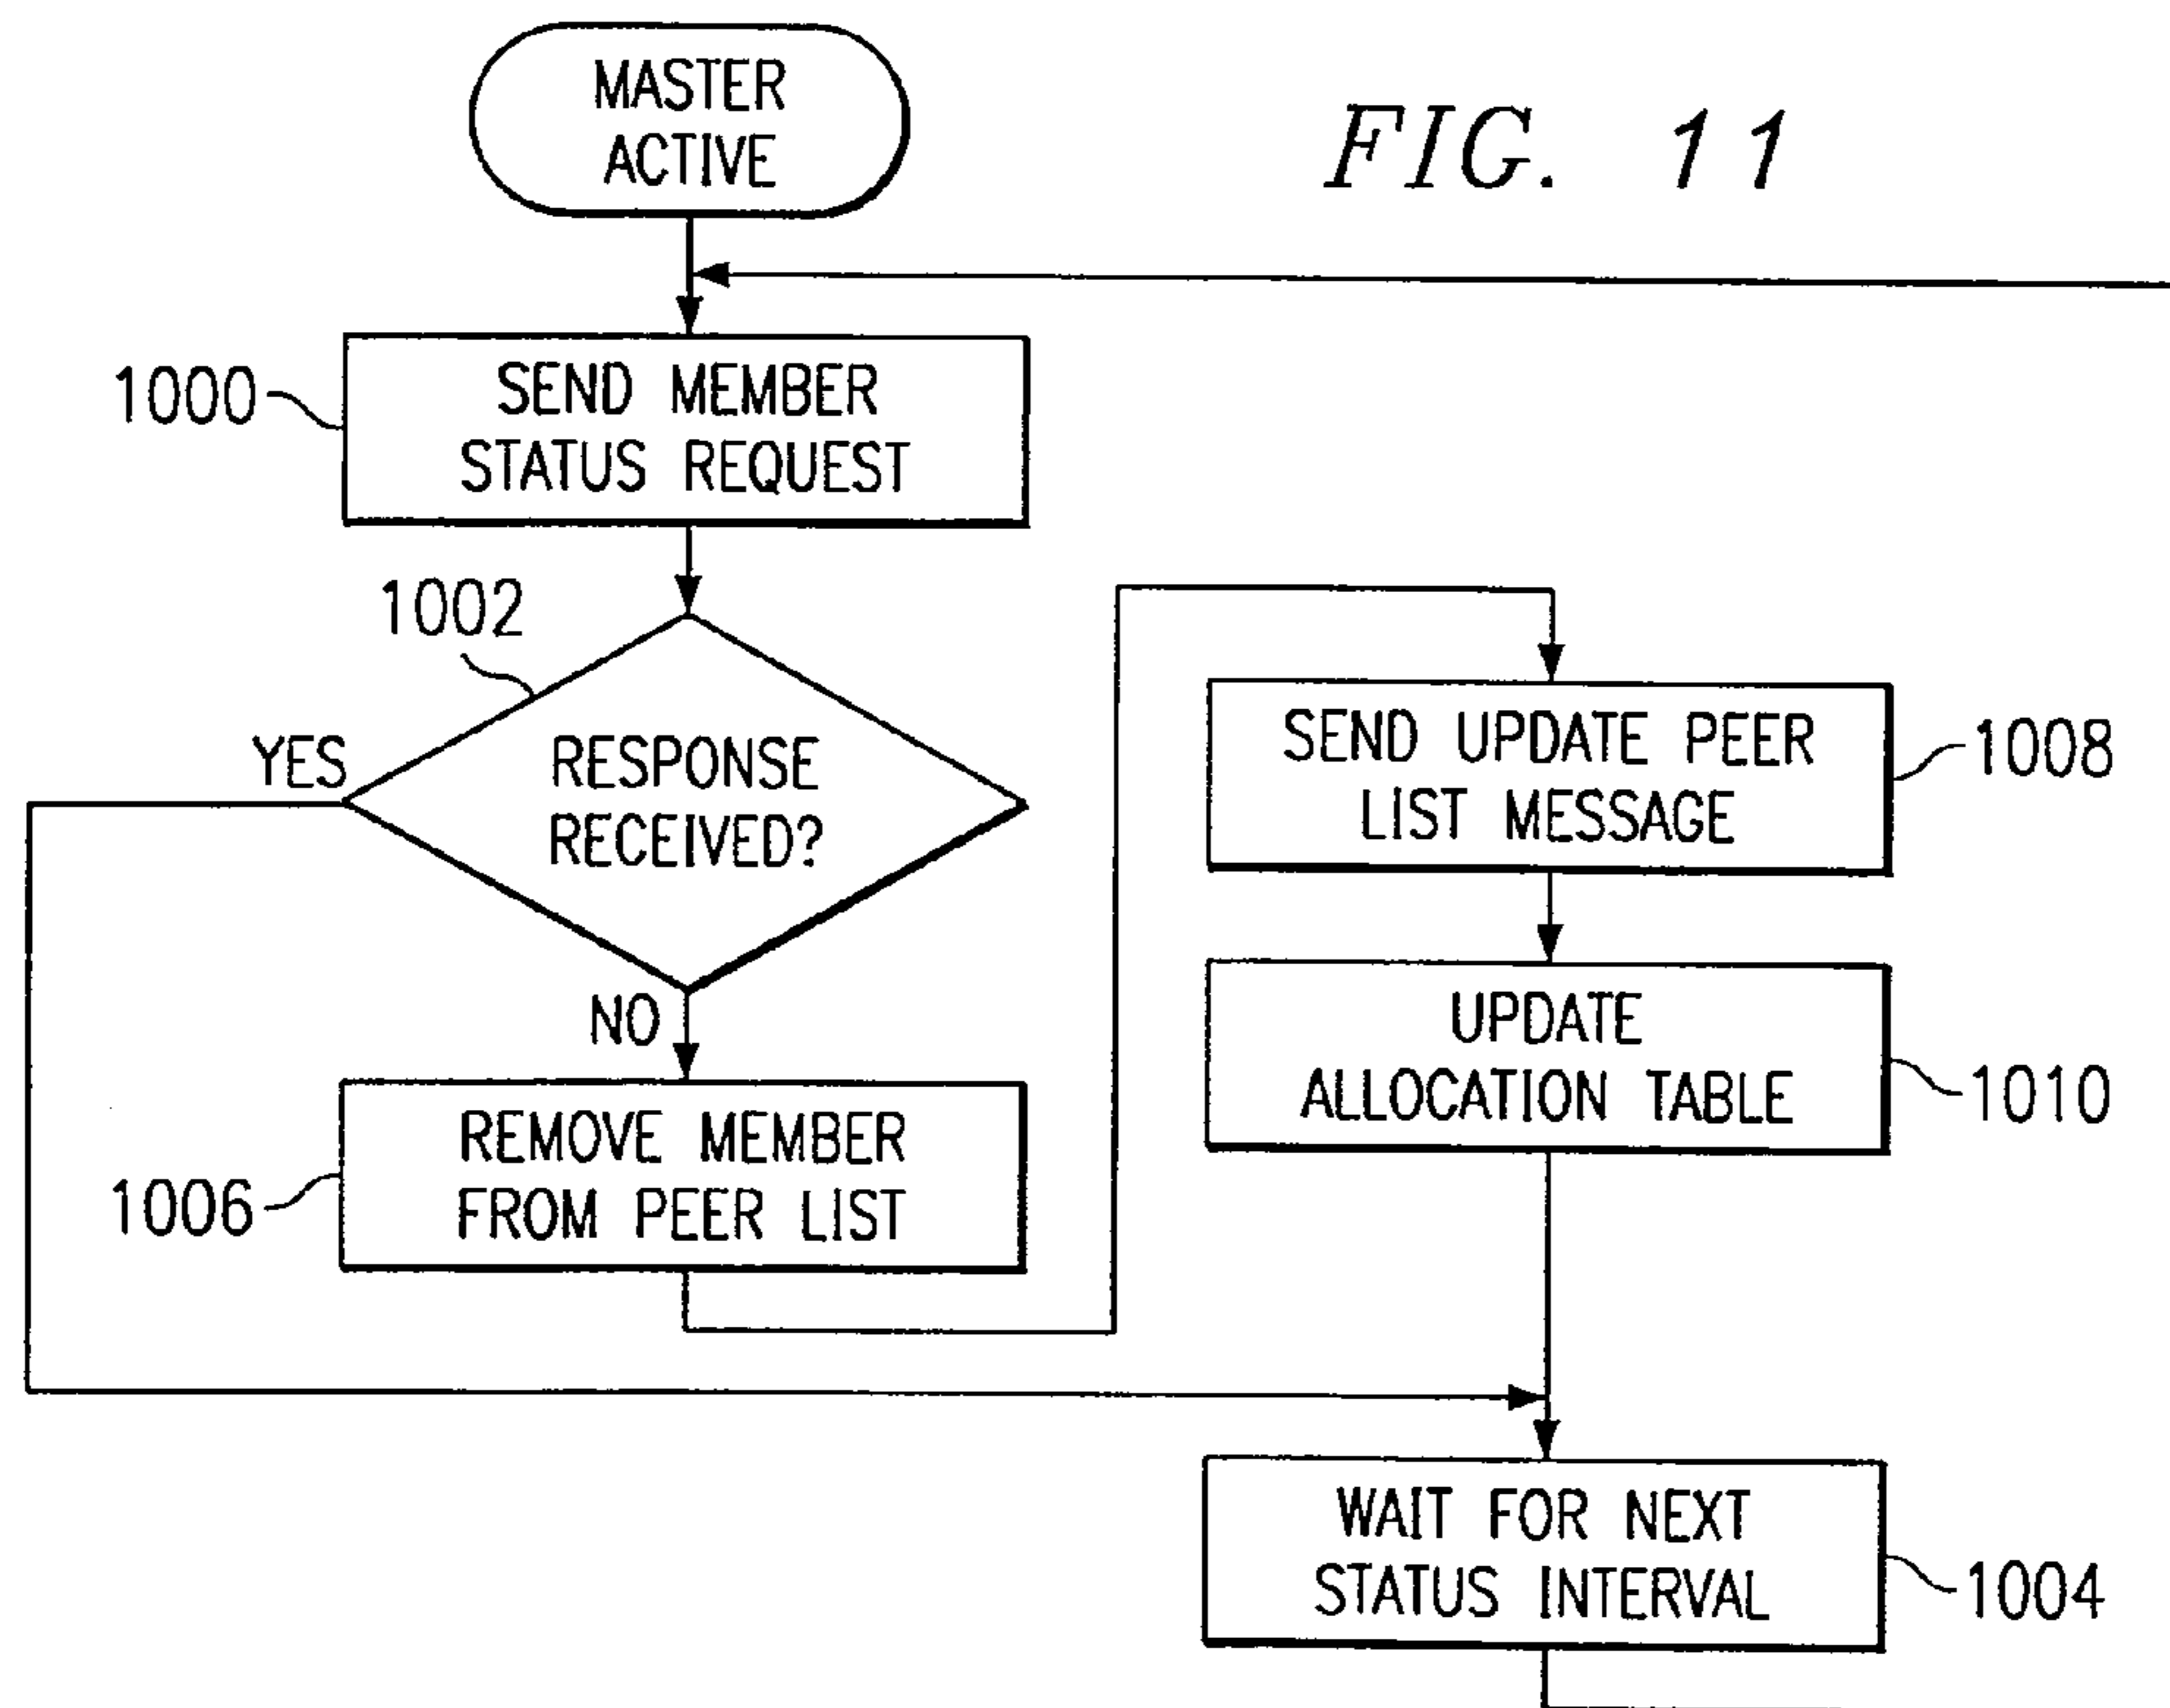 MASTER
ACTIVE
FIG. 11
1000
SEND MEMBER
STATUS REQUEST
1002
YES
RESPONSE
RECEIVED?
NO
1006
REMOVE MEMBER
FROM PEER LIST
SEND UPDATE PEER
LIST MESSAGE
1008
UPDATE
ALLOCATION TABLE
1010
WAIT FOR NEXT
STATUS INTERVAL
1004